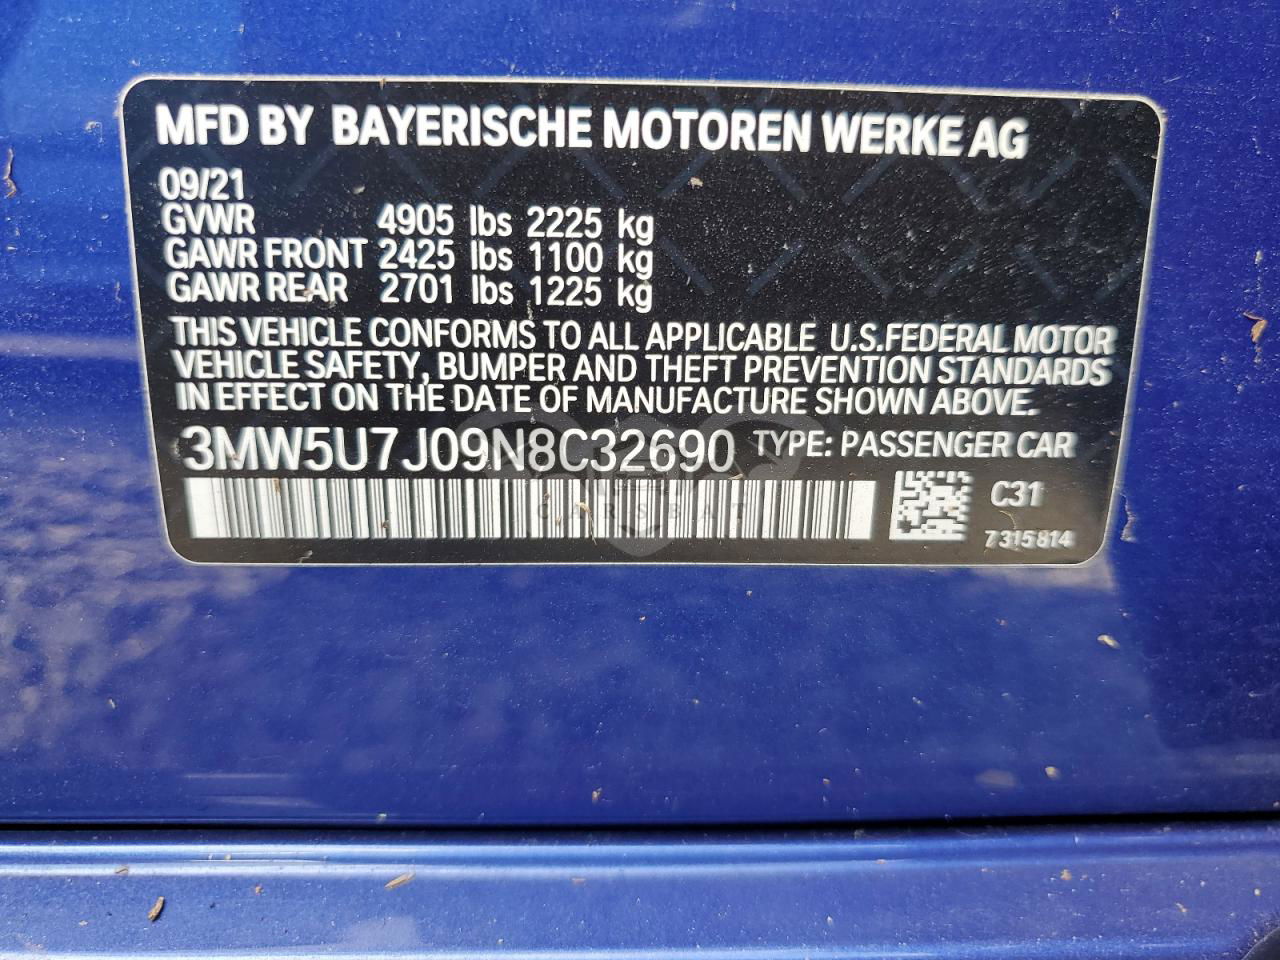 MFD BY BAYERISCHE MOTOREN WERKE AG
09/21
GVWR 4905 lbs 2225 kg
GAWR FRONT 2425 lbs 1100 kg
GAWR REAR 2701 lbs 1225 kg
THIS VEHICLE CONFORMS TO ALL APPLICABLE U.S.FEDERAL MOTOR
VEHICLE SAFETY, BUMPER AND THEFT PREVENTION STANDARDS
IN EFFECT ON THE DATE OF MANUFACTURE SHOWN ABOVE.
3MW5U7J09N8C32690 TYPE: PASSENGER CAR
C31
CARSBAT
7315814